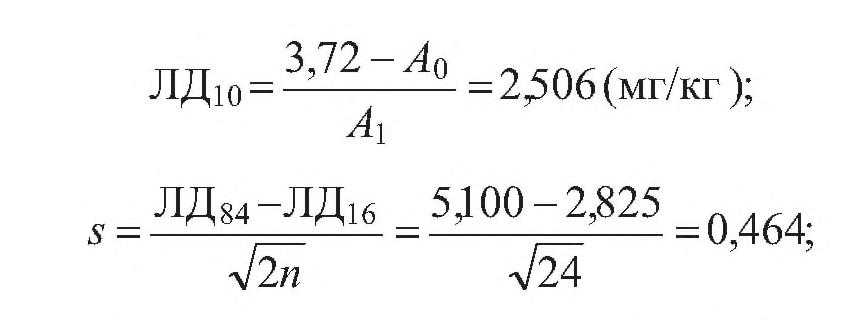 ЛД₁₀ = (3,72 − A₀)/A₁ = 2,506 (мг/кг );
s = (ЛД₈₄ − ЛД₁₆)/√2n = (5,100 − 2,825)/√24 = 0,464;